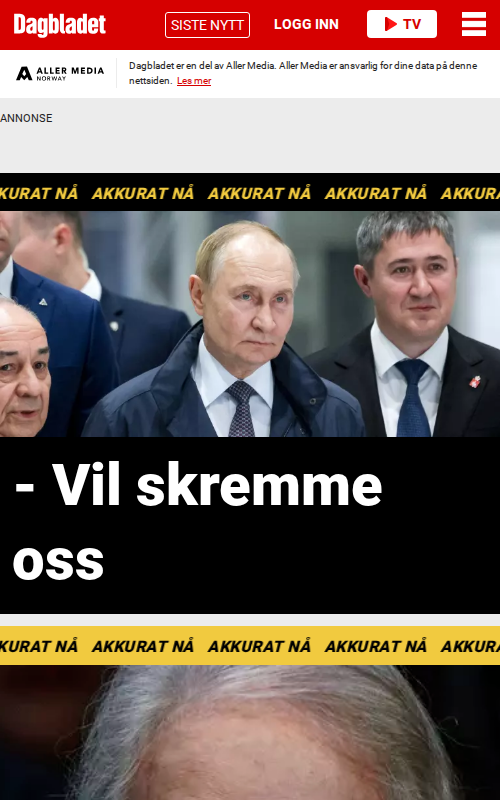 Dagbladet
SISTE NYTT
LOGG INN
TV
ALLER MEDIA
NORWAY
Dagbladet er en del av Aller Media. Aller Media er ansvarlig for dine data på denne
nettsiden. Les mer
ANNONSE
KURAT NÅ AKKURAT NÅ AKKURAT NÅ AKKURAT NÅ AKKURA
- Vil skremme
oss
KURAT NÅ AKKURAT NÅ AKKURAT NÅ AKKURAT NÅ AKKURA